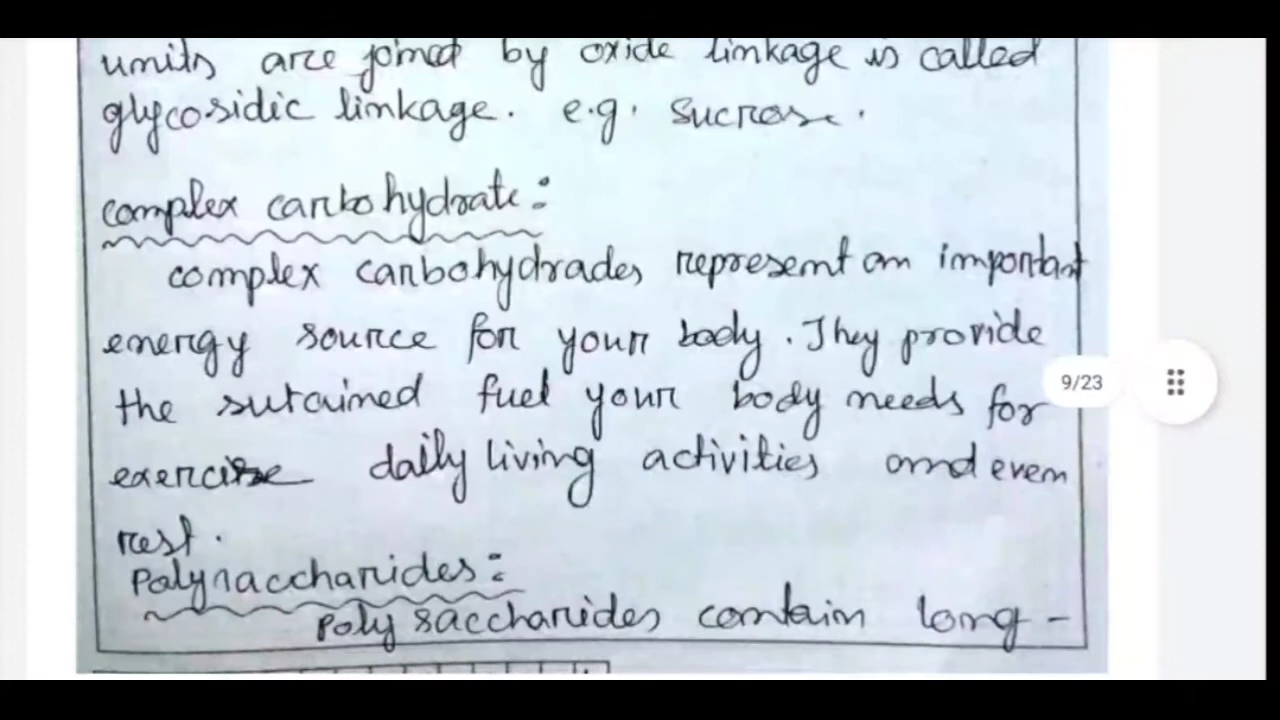 units are joined by oxide linkage is called
glycosidic linkage. e.g. sucrose.
complex carbohydrate:
complex carbohydrades represent an important
energy source for your body. They provide
the sutained fuel your body needs for
exercise daily living activities and even
rest.
Polysaccharides:
Poly saccharides contain long-
9/23